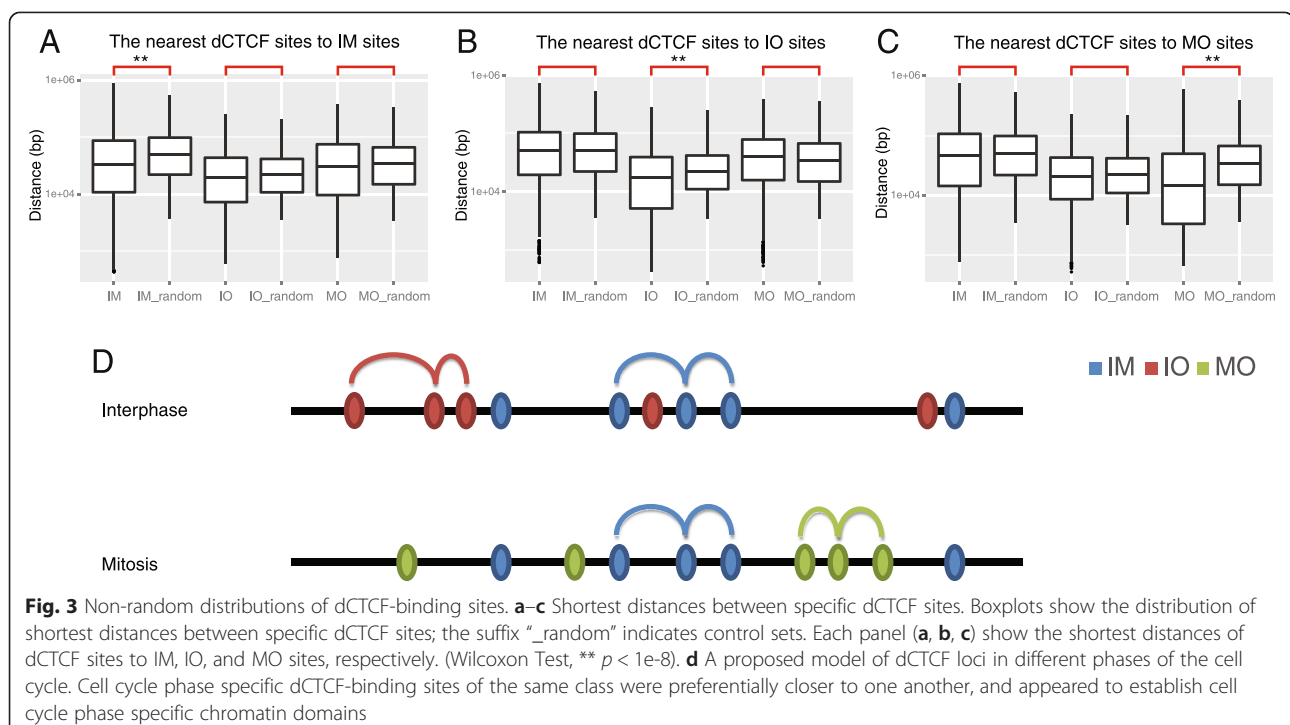 A
The nearest dCTCF sites to IM sites
**
1e+06
1e+04
Distance (bp)
IM IM_random IO IO_random MO MO_random
B
The nearest dCTCF sites to IO sites
**
1e+06
1e+04
Distance (bp)
IM IM_random IO IO_random MO MO_random
C
The nearest dCTCF sites to MO sites
**
1e+06
1e+04
Distance (bp)
IM IM_random IO IO_random MO MO_random
D
IM IO MO
Interphase
Mitosis
Fig. 3 Non-random distributions of dCTCF-binding sites. a–c Shortest distances between specific dCTCF sites. Boxplots show the distribution of
shortest distances between specific dCTCF sites; the suffix “_random” indicates control sets. Each panel (a, b, c) show the shortest distances of
dCTCF sites to IM, IO, and MO sites, respectively. (Wilcoxon Test, ** p < 1e-8). d A proposed model of dCTCF loci in different phases of the cell
cycle. Cell cycle phase specific dCTCF-binding sites of the same class were preferentially closer to one another, and appeared to establish cell
cycle phase specific chromatin domains